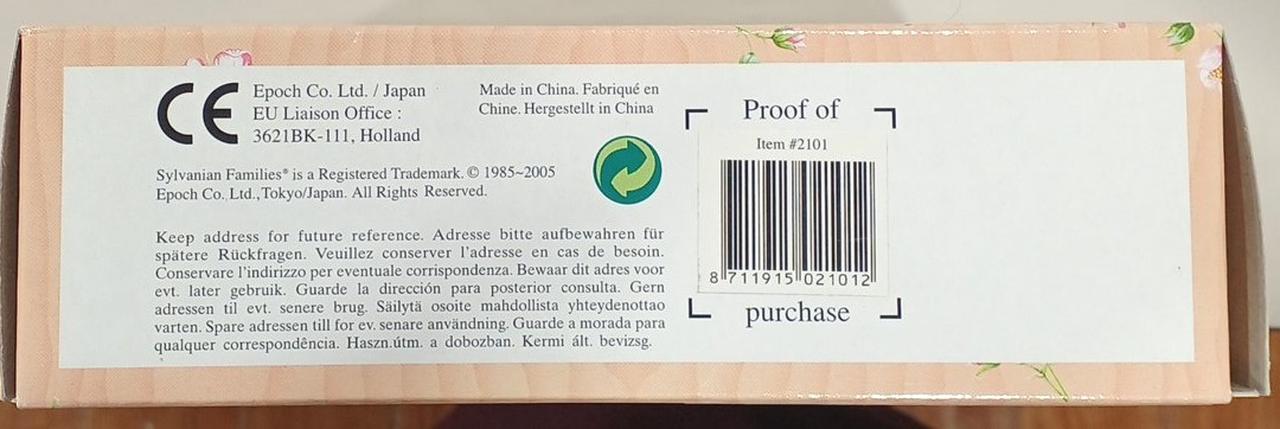 CE
Epoch Co. Ltd. / Japan
EU Liaison Office :
3621BK-111, Holland
Made in China. Fabriqué en
Chine. Hergestellt in China
Sylvanian Families® is a Registered Trademark. © 1985~2005
Epoch Co. Ltd., Tokyo/Japan. All Rights Reserved.
Keep address for future reference. Adresse bitte aufbewahren für
spätere Rückfragen. Veuillez conserver l'adresse en cas de besoin.
Conservare l'indirizzo per eventuale corrispondenza. Bewaar dit adres voor
evt. later gebruik. Guarde la dirección para posterior consulta. Gern
adressen til evt. senere brug. Säilytä osoite mahdollista yhteydenottao
varten. Spare adressen till for ev. senare användning. Guarde a morada para
qualquer correspondência. Haszn.útm. a dobozban. Kermi ált. bevizsg.
Proof of
Item #2101
8 711915 021012
purchase